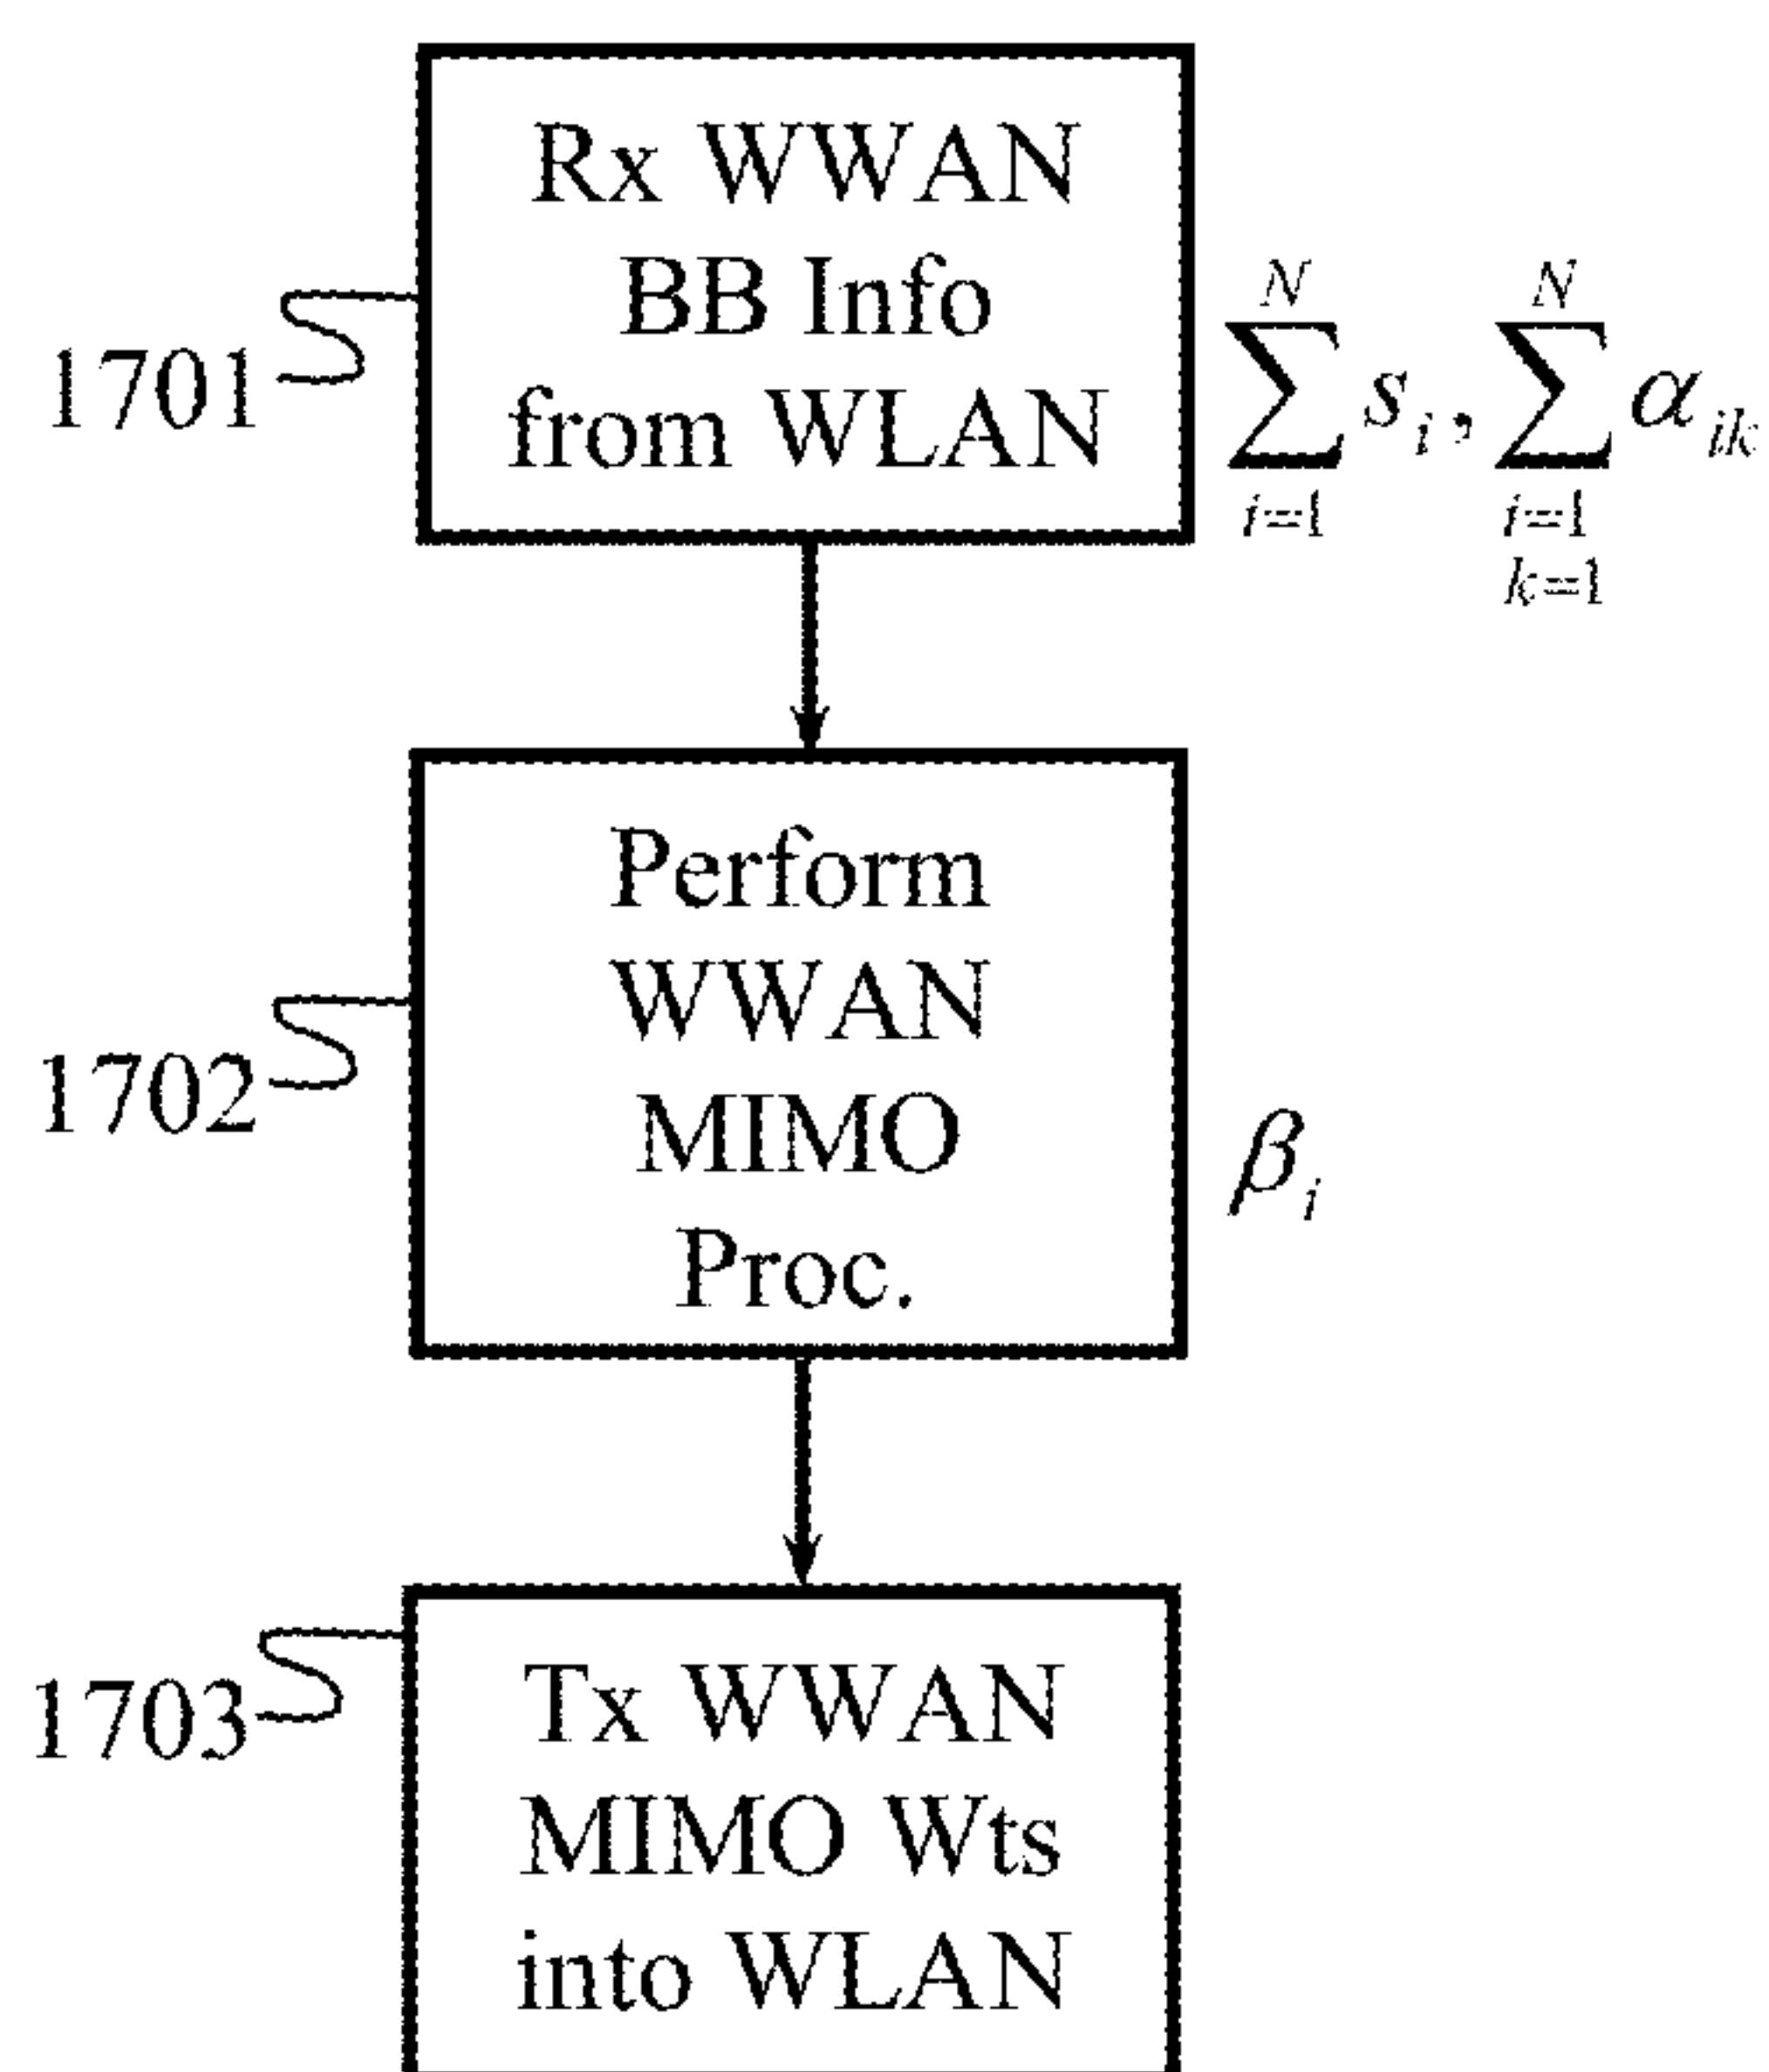 Rx WWAN
BB Info
from WLAN
1701
N N
∑ s_i , ∑ α_ik
i=1 i=1
k=1
Perform
WWAN
MIMO
Proc.
1702
β_i
Tx WWAN
MIMO Wts
into WLAN
1703